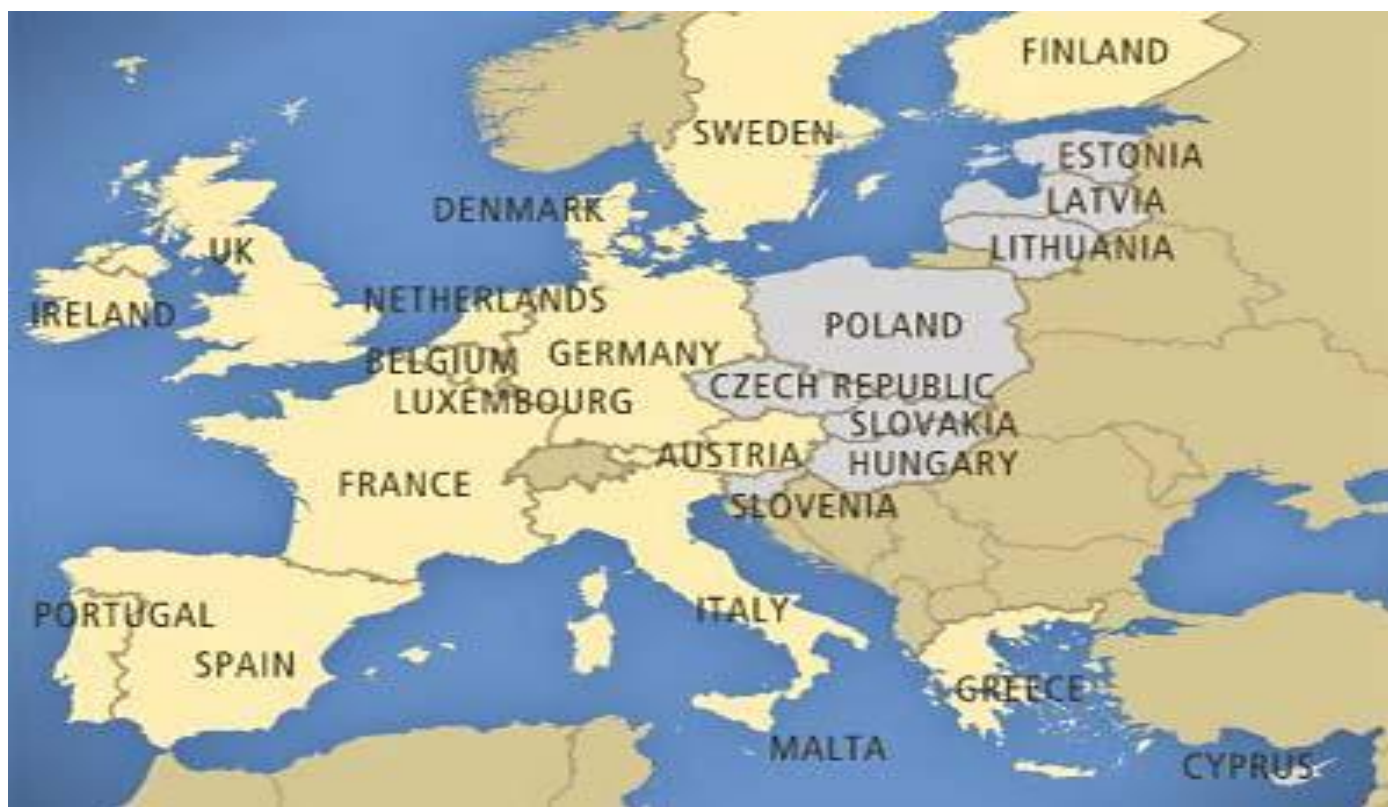 FINLAND
SWEDEN
ESTONIA
LATVIA
DENMARK
LITHUANIA
UK
NETHERLANDS
IRELAND
POLAND
BELGIUM
GERMANY
CZECH REPUBLIC
LUXEMBOURG
SLOVAKIA
AUSTRIA
HUNGARY
FRANCE
SLOVENIA
PORTUGAL
ITALY
SPAIN
GREECE
MALTA
CYPRUS